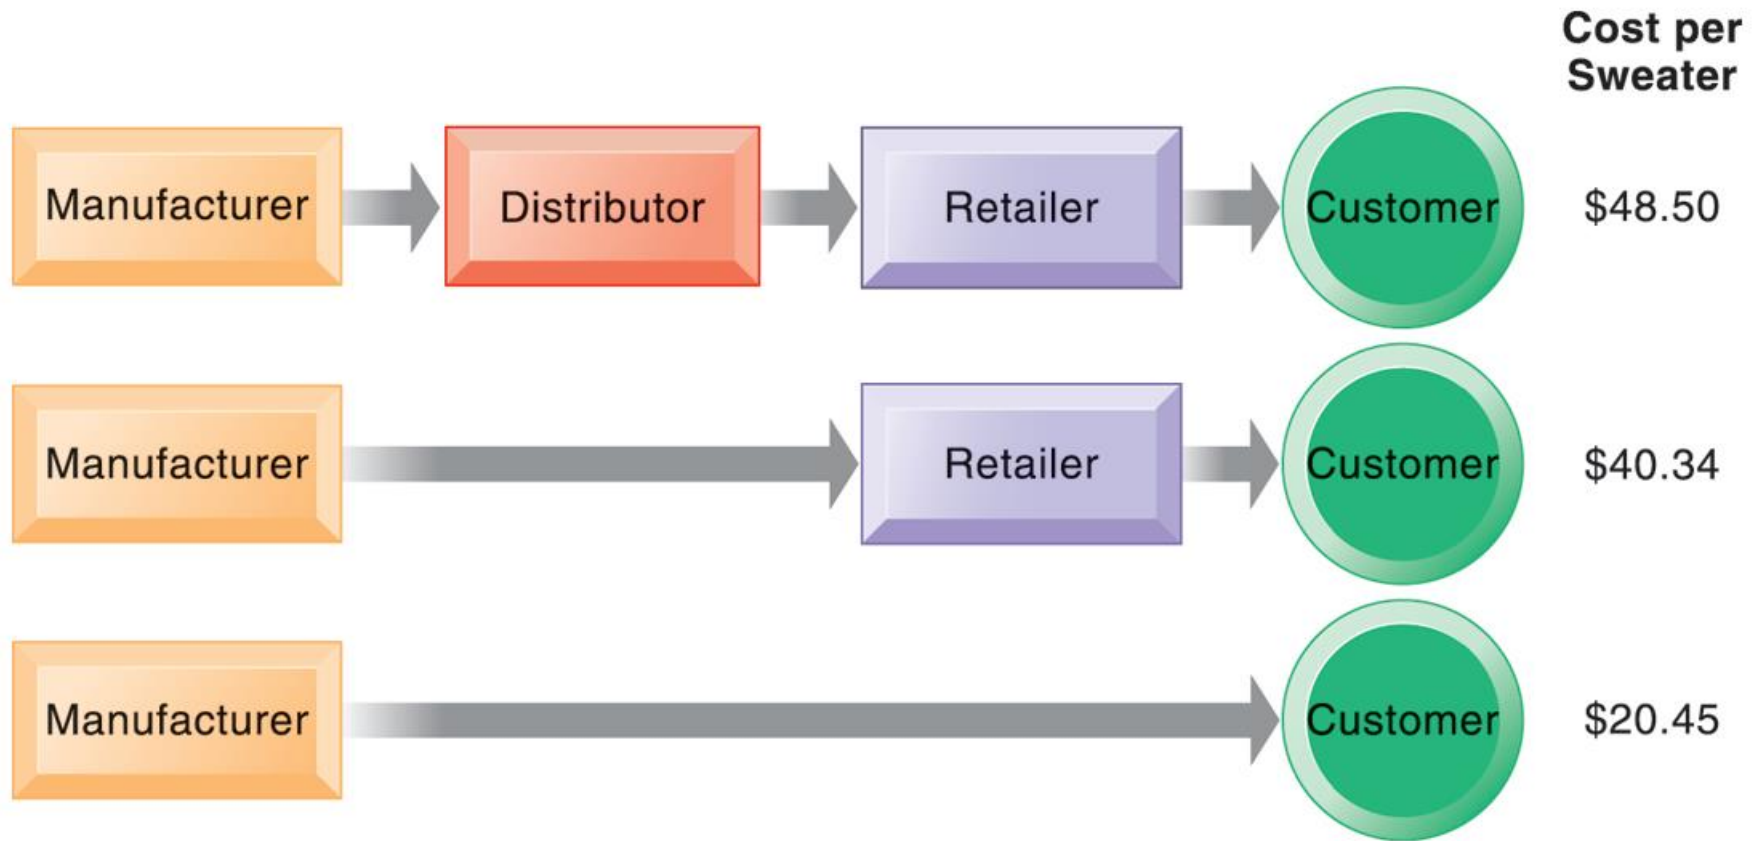 Cost per
Sweater
Manufacturer
Distributor
Retailer
Customer
$48.50
Manufacturer
Retailer
Customer
$40.34
Manufacturer
Customer
$20.45